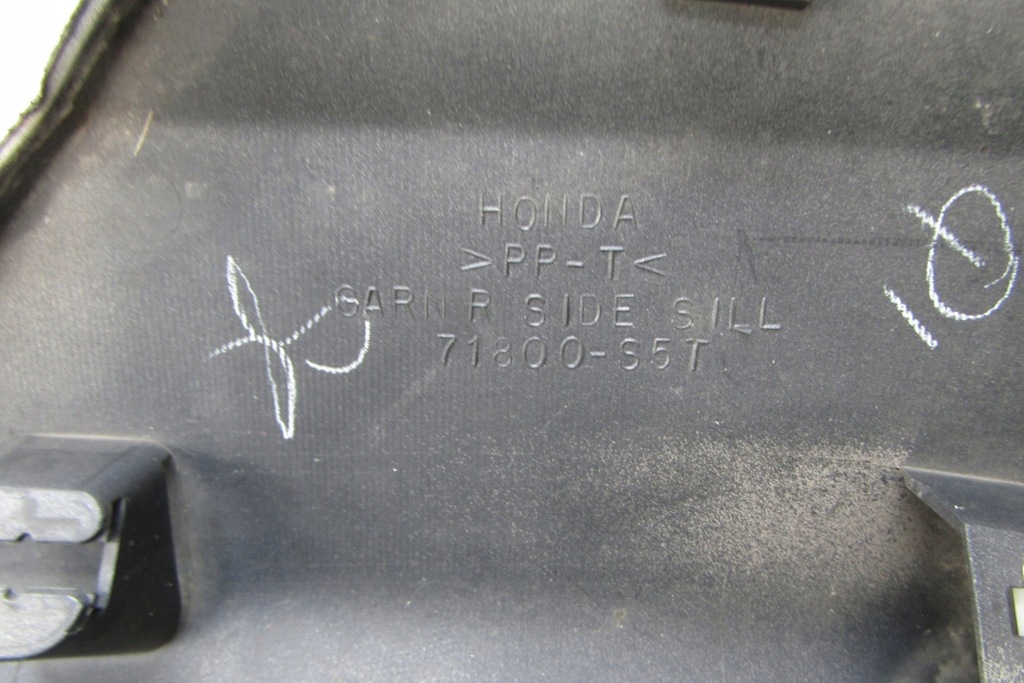 HONDA
>PP-T<
GARN R SIDE SILL
71800-S5T